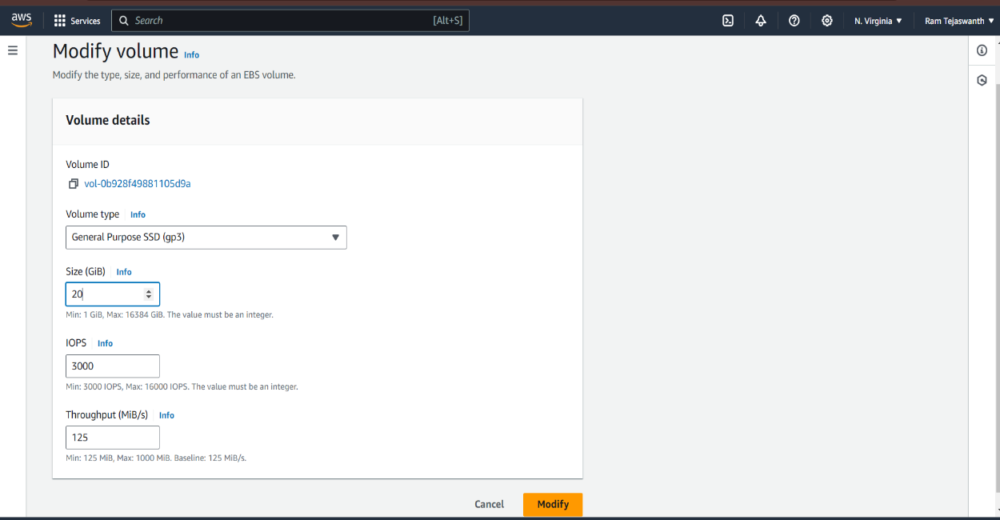 aws
Services
Search
[Alt+S]
N. Virginia ▼
Ram Tejaswanth ▼
Modify volume Info
Modify the type, size, and performance of an EBS volume.
Volume details
Volume ID
vol-0b928f49881105d9a
Volume type Info
General Purpose SSD (gp3)
Size (GiB) Info
20
Min: 1 GiB, Max: 16384 GiB. The value must be an integer.
IOPS Info
3000
Min: 3000 IOPS, Max: 16000 IOPS. The value must be an integer.
Throughput (MiB/s) Info
125
Min: 125 MiB, Max: 1000 MiB. Baseline: 125 MiB/s.
Cancel
Modify